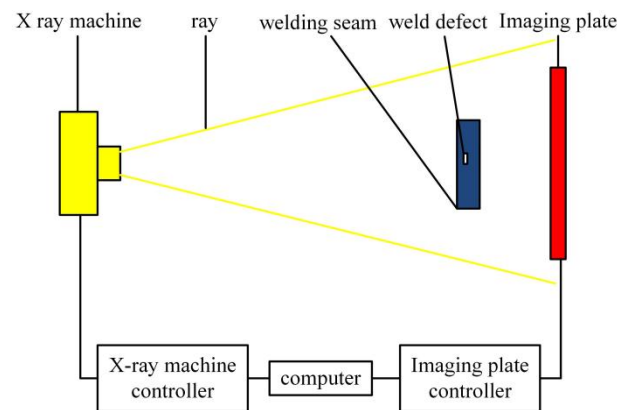 X ray machine
ray
welding seam
weld defect
Imaging plate
X-ray machine
controller
computer
Imaging plate
controller